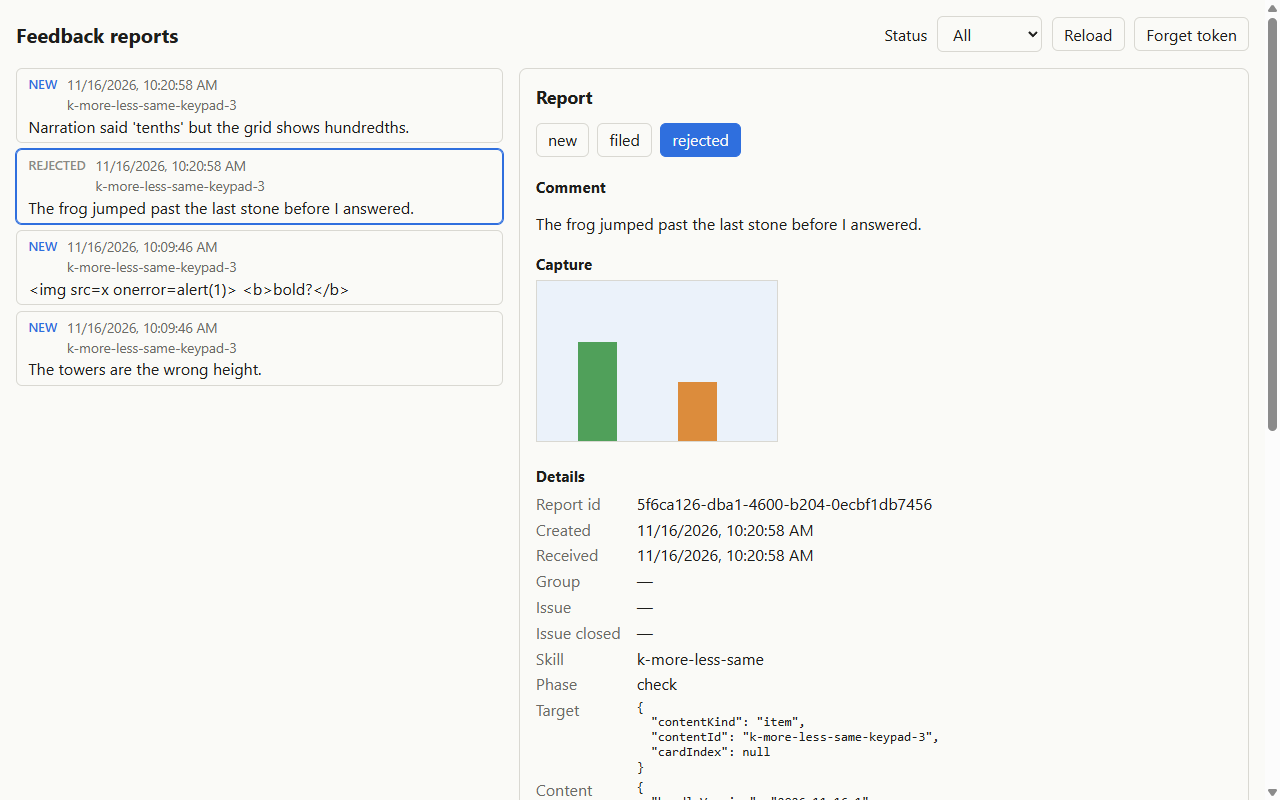 Feedback reports
Status All Reload Forget token
NEW 11/16/2026, 10:20:58 AM
k-more-less-same-keypad-3
Narration said 'tenths' but the grid shows hundredths.
REJECTED 11/16/2026, 10:20:58 AM
k-more-less-same-keypad-3
The frog jumped past the last stone before I answered.
NEW 11/16/2026, 10:09:46 AM
k-more-less-same-keypad-3
<img src=x onerror=alert(1)> <b>bold?</b>
NEW 11/16/2026, 10:09:46 AM
k-more-less-same-keypad-3
The towers are the wrong height.
Report
new filed rejected
Comment
The frog jumped past the last stone before I answered.
Capture
Details
Report id 5f6ca126-dba1-4600-b204-0ecbf1db7456
Created 11/16/2026, 10:20:58 AM
Received 11/16/2026, 10:20:58 AM
Group —
Issue —
Issue closed —
Skill k-more-less-same
Phase check
Target {
"contentKind": "item",
"contentId": "k-more-less-same-keypad-3",
"cardIndex": null
}
Content {